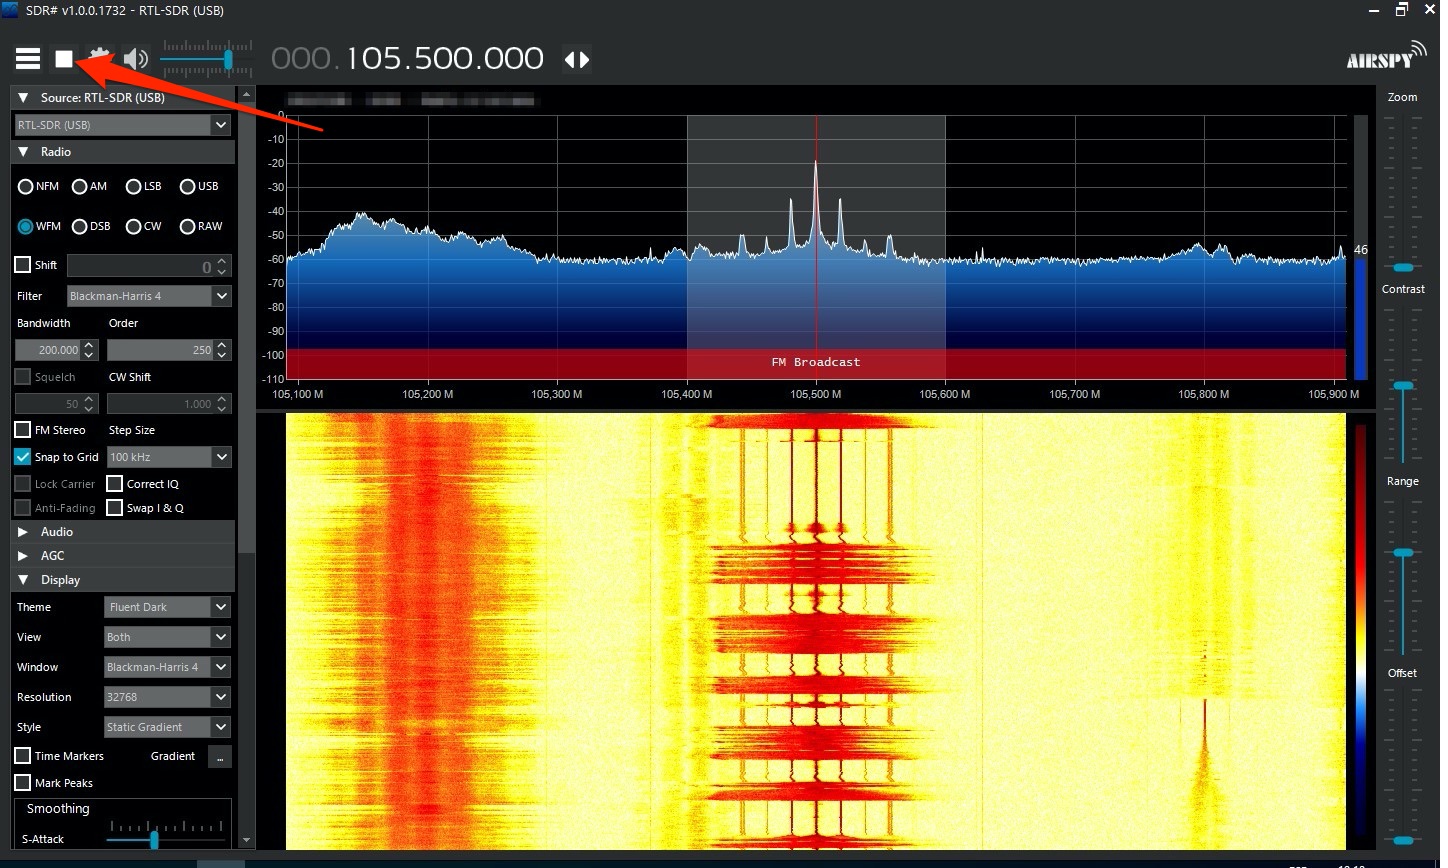 SDR# v1.0.0.1732 - RTL-SDR (USB)
000.105.500.000
AIRSPY
Source: RTL-SDR (USB)
RTL-SDR (USB)
Radio
NFM AM LSB USB
WFM DSB CW RAW
Shift 0
Filter Blackman-Harris 4
Bandwidth Order
200.000 250
Squelch CW Shift
50 1.000
FM Stereo Step Size
Snap to Grid 100 kHz
Lock Carrier Correct IQ
Anti-Fading Swap I & Q
Audio
AGC
Display
Theme Fluent Dark
View Both
Window Blackman-Harris 4
Resolution 32768
Style Static Gradient
Time Markers Gradient ...
Mark Peaks
Smoothing
S-Attack
0
-10
-20
-30
-40
-50
-60
-70
-80
-90
-100
-110
FM Broadcast
105,100 M 105,200 M 105,300 M 105,400 M 105,500 M 105,600 M 105,700 M 105,800 M 105,900 M
46
Zoom
Contrast
Range
Offset